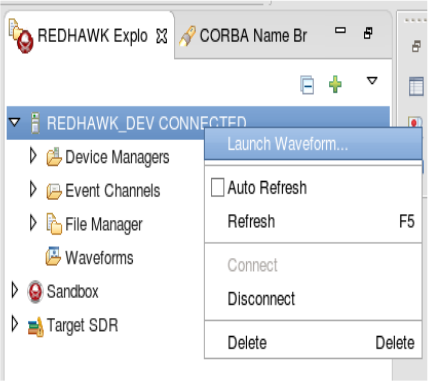 REDHAWK Explo CORBA Name Br
REDHAWK_DEV CONNECTED
Launch Waveform...
Device Managers
Auto Refresh
Event Channels
Refresh F5
File Manager
Waveforms
Connect
Sandbox
Disconnect
Target SDR
Delete Delete